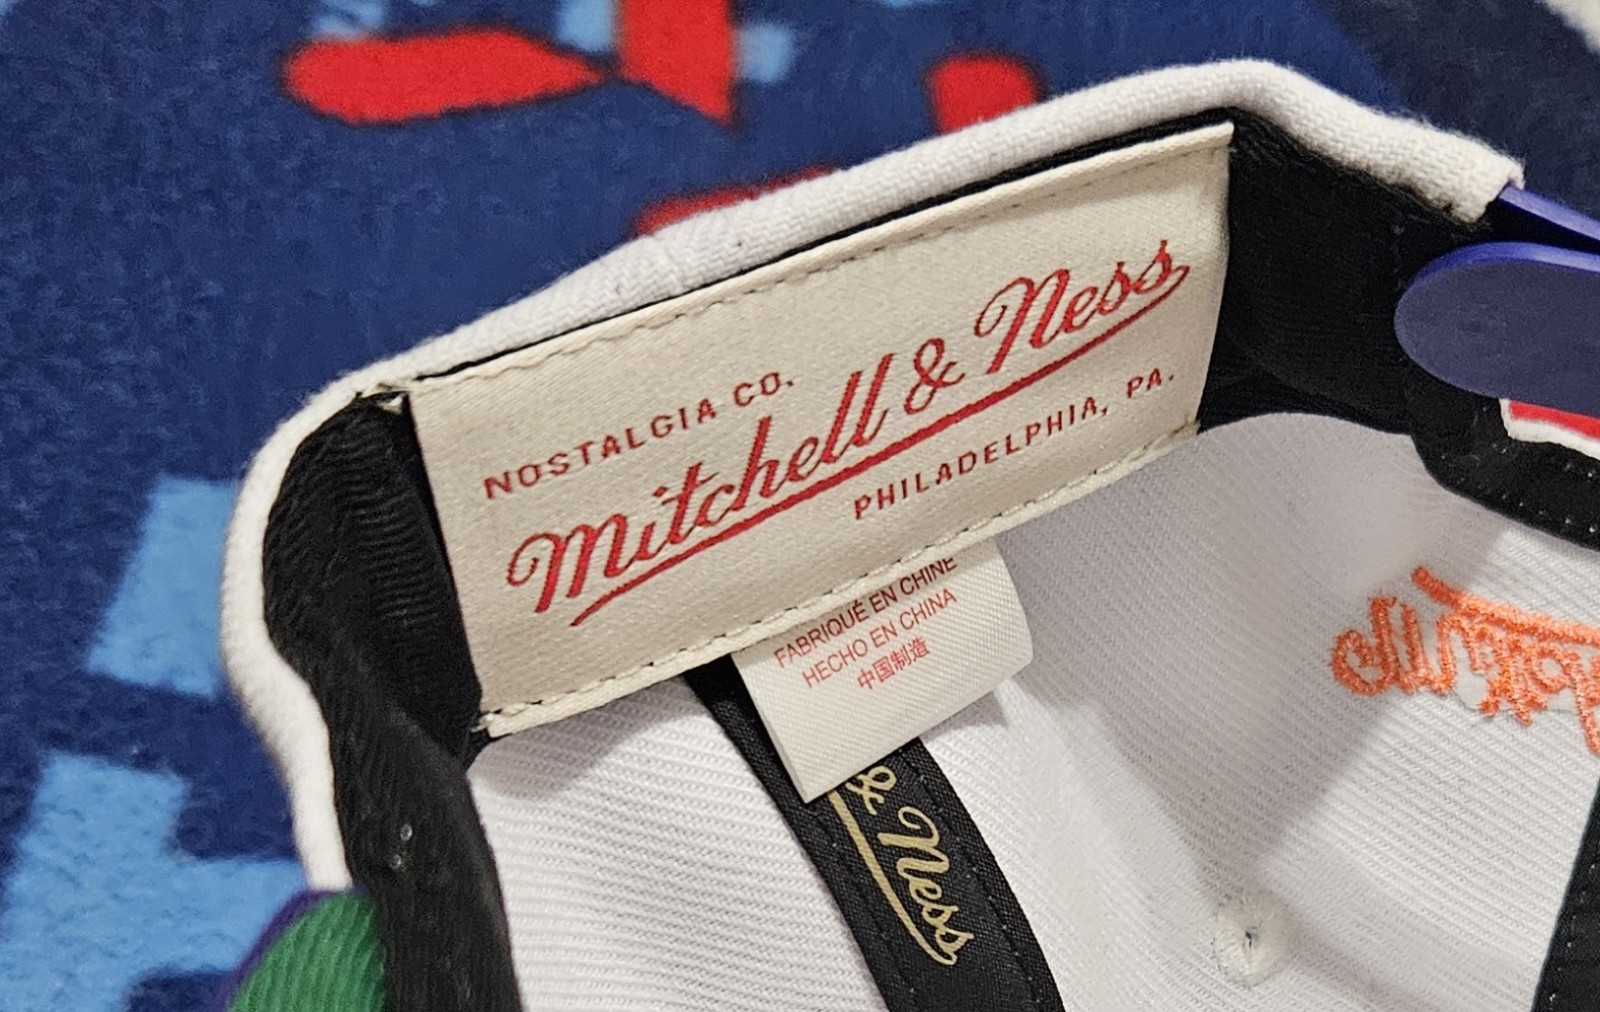 NOSTALGIA CO.
Mitchell & Ness
PHILADELPHIA, PA.
FABRIQUÉ EN CHINE
HECHO EN CHINA
中国制造
& Ness